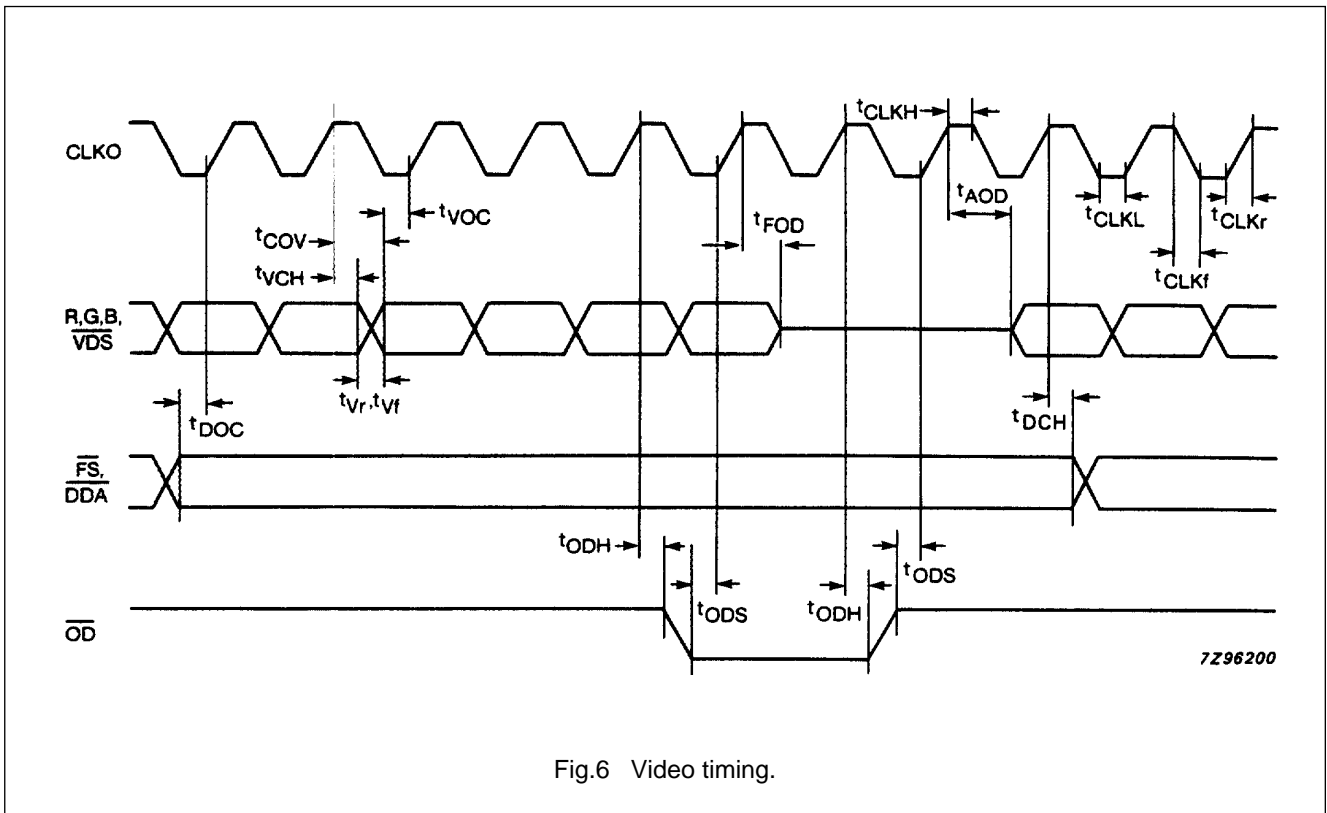 tCLKH
CLKO
tAOD
tVOC
tFOD
tCLKL
tCLKr
tCOV
tVCH
tCLKf
R,G,B,
VDS
tVr,tVf
tDOC
tDCH
FS,
DDA
tODH
tODS
tODS
tODH
OD
7Z96200
Fig.6 Video timing.